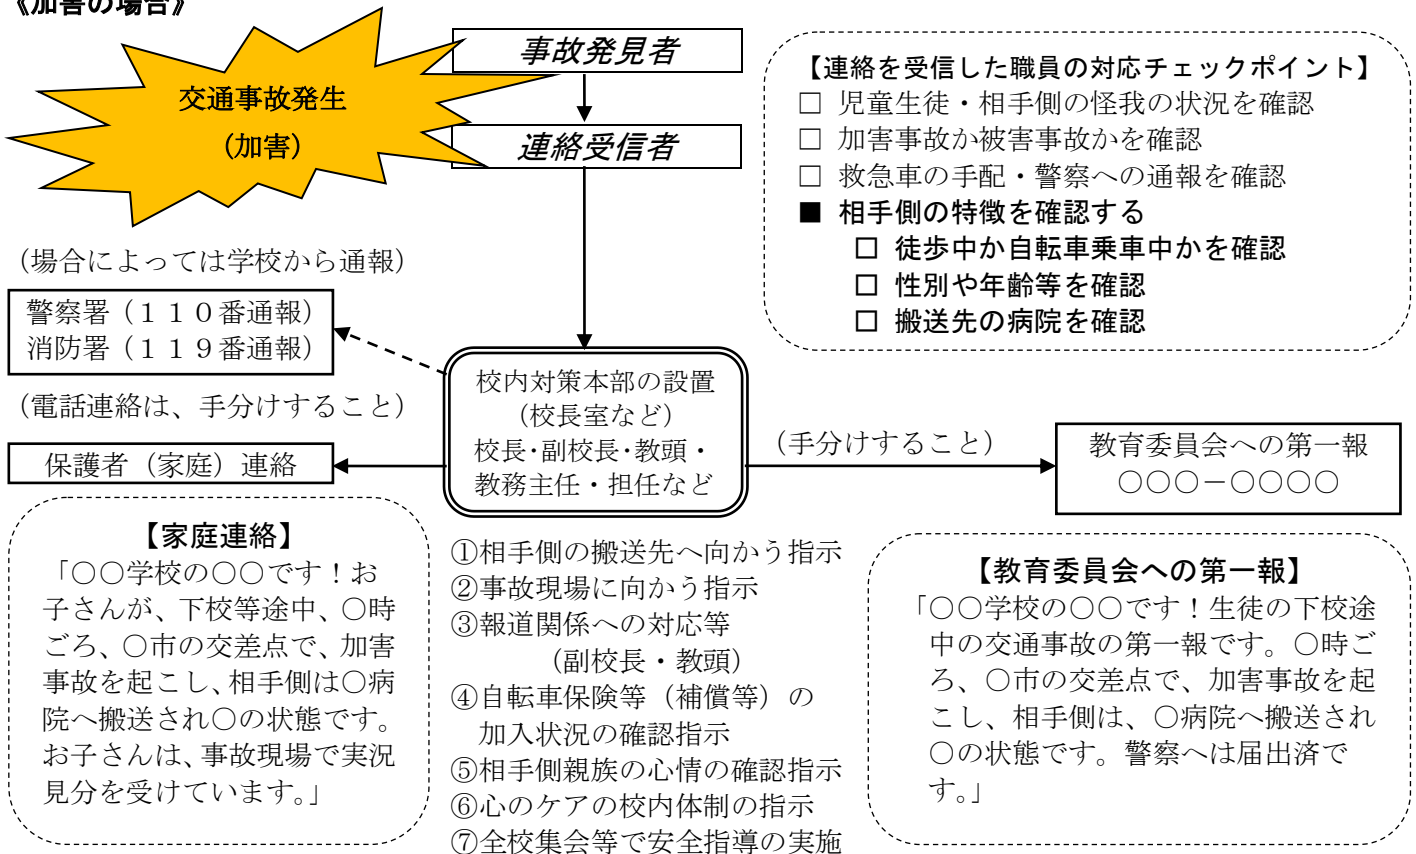 《加害の場合》
交通事故発生
(加害)
事故発見者
連絡受信者
【連絡を受信した職員の対応チェックポイント】
□ 児童生徒・相手側の怪我の状況を確認
□ 加害事故か被害事故かを確認
□ 救急車の手配・警察への通報を確認
■ 相手側の特徴を確認する
□ 徒歩中か自転車乗車中かを確認
□ 性別や年齢等を確認
□ 搬送先の病院を確認
（場合によっては学校から通報）
警察署（１１０番通報）
消防署（１１９番通報）
（電話連絡は、手分けすること）
保護者（家庭）連絡
校内対策本部の設置
（校長室など）
校長・副校長・教頭・
教務主任・担任など
（手分けすること）
教育委員会への第一報
○○○－○○○○
【家庭連絡】
「○○学校の○○です！お
子さんが、下校等途中、○時
ごろ、○市の交差点で、加害
事故を起こし、相手側は○病
院へ搬送され○の状態です。
お子さんは、事故現場で実況
見分を受けています。」
①相手側の搬送先へ向かう指示
②事故現場に向かう指示
③報道関係への対応等
（副校長・教頭）
④自転車保険等（補償等）の
加入状況の確認指示
⑤相手側親族の心情の確認指示
⑥心のケアの校内体制の指示
⑦全校集会等で安全指導の実施
【教育委員会への第一報】
「○○学校の○○です！生徒の下校途
中の交通事故の第一報です。○時ご
ろ、○市の交差点で、加害事故を起
こし、相手側は、○病院へ搬送され
○の状態です。警察へは届出済で
す。」